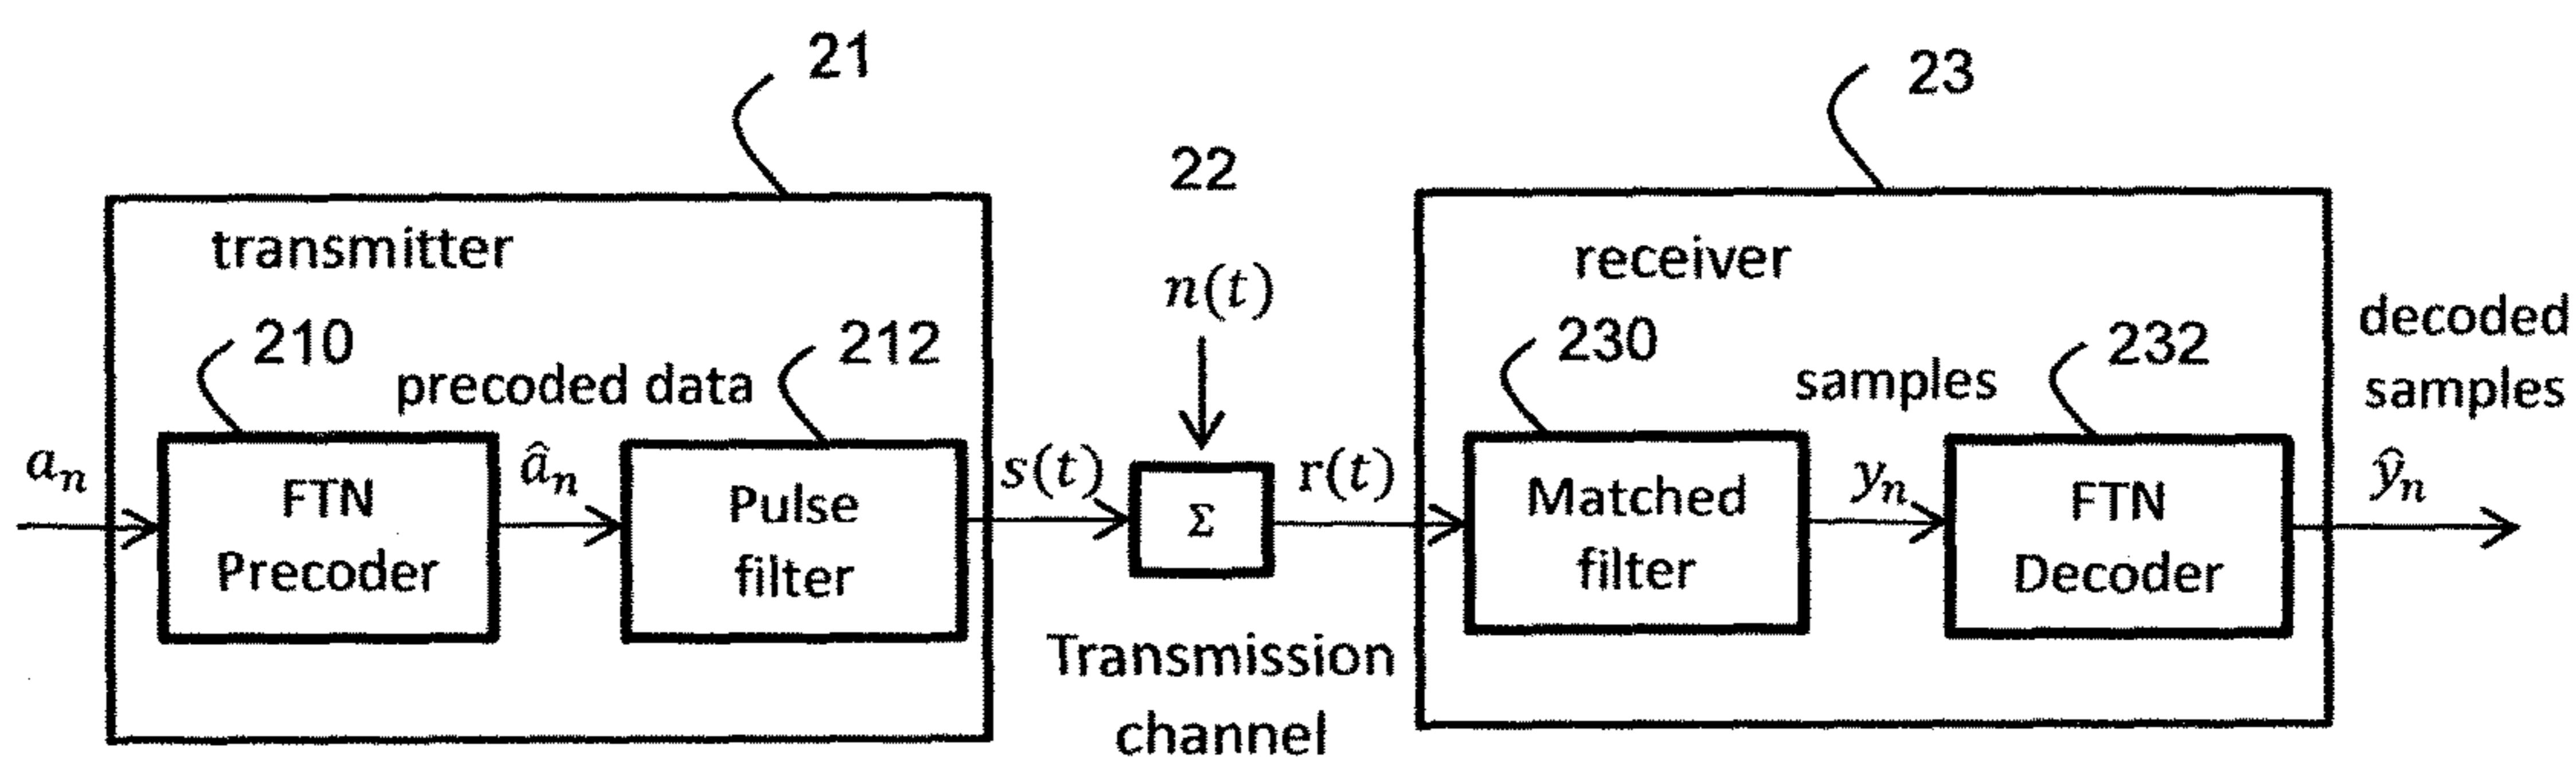 21
23
22
transmitter
receiver
n(t)
210
precoded data
212
230
samples
232
decoded
samples
aₙ
FTN
Precoder
âₙ
Pulse
filter
s(t)
Σ
r(t)
Matched
filter
yₙ
FTN
Decoder
ŷₙ
Transmission
channel